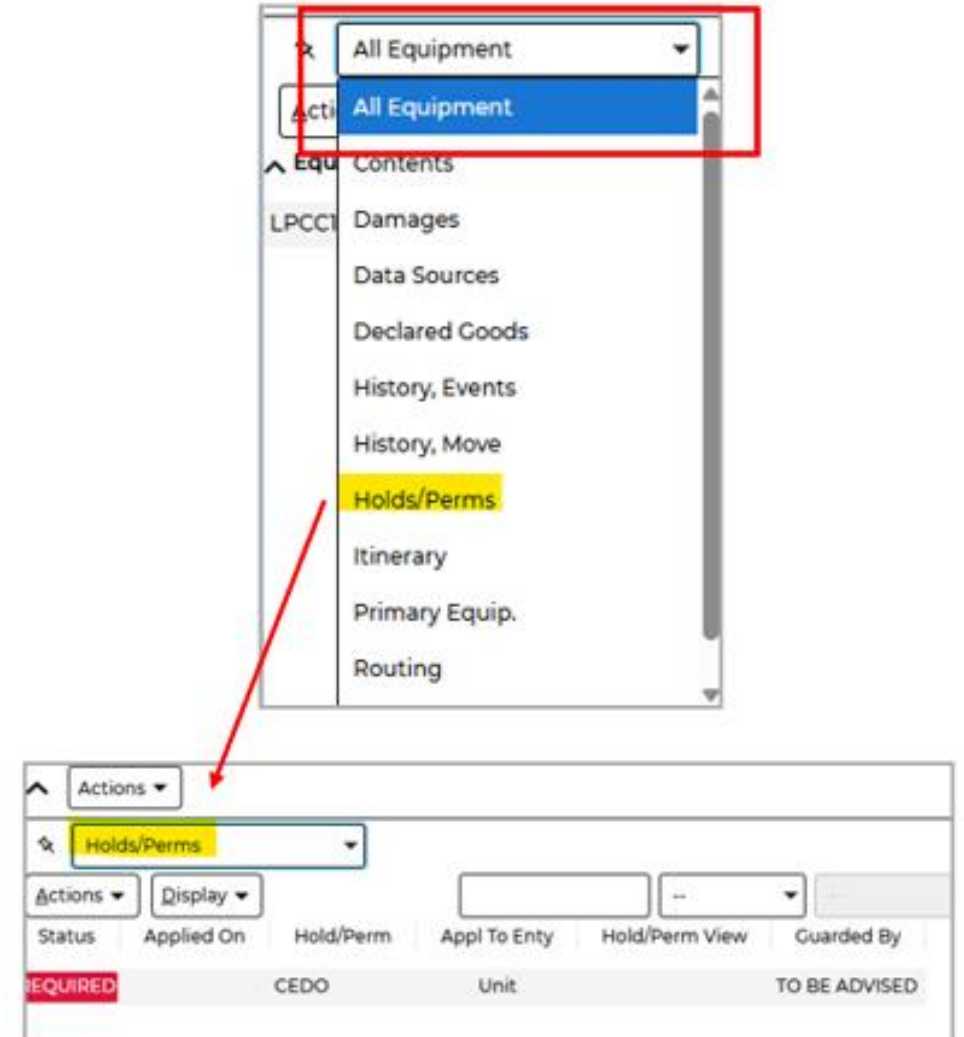 All Equipment
Acti All Equipment
Equ Contents
LPCC1 Damages
Data Sources
Declared Goods
History, Events
History, Move
Holds/Perms
Itinerary
Primary Equip.
Routing
Actions
Holds/Perms
Actions Display --
Status Applied On Hold/Perm Appl To Enty Hold/Perm View Guarded By
REQUIRED CEDO Unit TO BE ADVISED